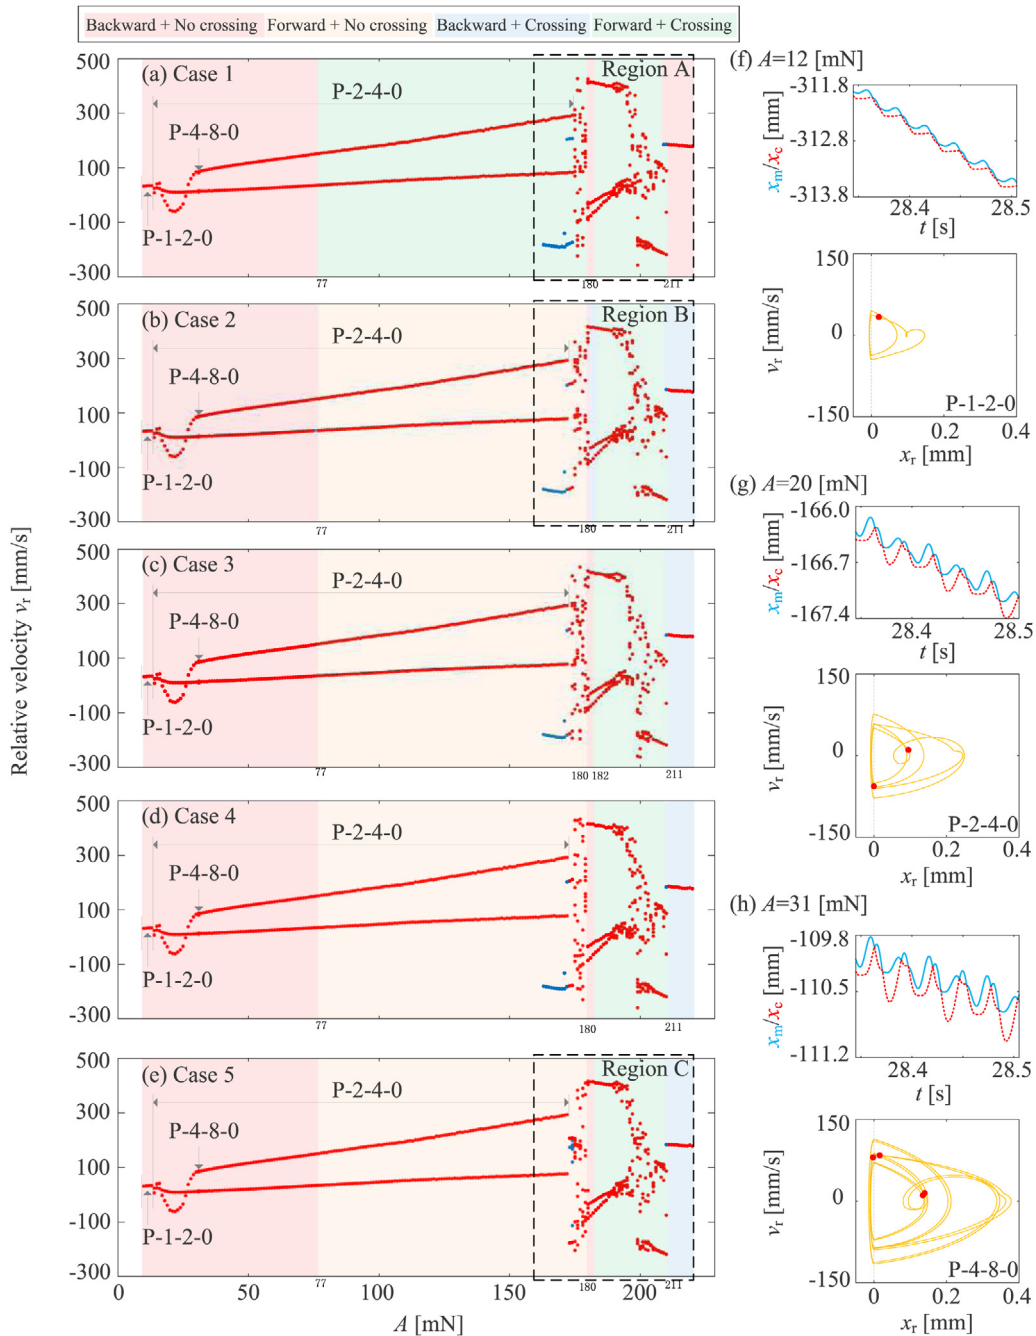 Backward + No crossing Forward + No crossing Backward + Crossing Forward + Crossing
Relative velocity vr [mm/s]
(a) Case 1
Region A
P-2-4-0
P-4-8-0
P-1-2-0
500
300
100
-100
-300
77
180
211
(b) Case 2
Region B
P-2-4-0
P-4-8-0
P-1-2-0
500
300
100
-100
-300
77
180
211
(c) Case 3
P-2-4-0
P-4-8-0
P-1-2-0
500
300
100
-100
-300
77
180 182
211
(d) Case 4
P-2-4-0
P-4-8-0
P-1-2-0
500
300
100
-100
-300
77
180
211
(e) Case 5
Region C
P-2-4-0
P-4-8-0
P-1-2-0
500
300
100
-100
-300
77
180
211
0 50 100 150 200
A [mN]
(f) A=12 [mN]
xm/xc [mm]
-311.8
-312.8
-313.8
28.4 28.5
t [s]
vr [mm/s]
150
0
-150
P-1-2-0
0 0.2 0.4
xr [mm]
(g) A=20 [mN]
xm/xc [mm]
-166.0
-166.7
-167.4
28.4 28.5
t [s]
vr [mm/s]
150
0
-150
P-2-4-0
0 0.2 0.4
xr [mm]
(h) A=31 [mN]
xm/xc [mm]
-109.8
-110.5
-111.2
28.4 28.5
t [s]
vr [mm/s]
150
0
-150
P-4-8-0
0 0.2 0.4
xr [mm]